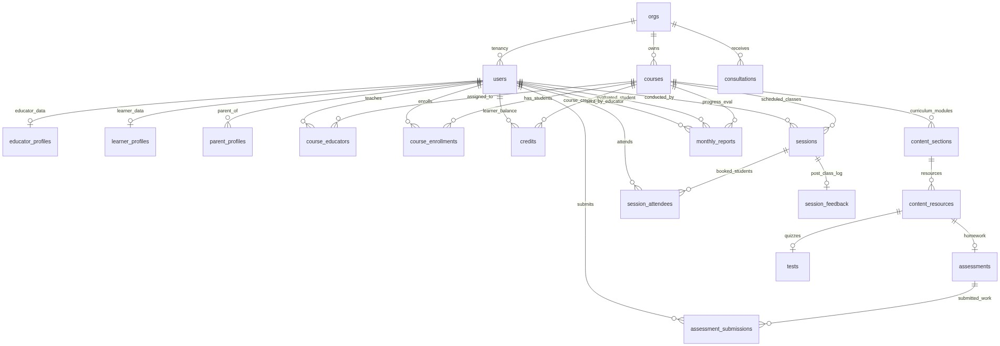 orgs
tenancy
owns
receives
users
courses
consultations
educator_data
learner_data
parent_of
teaches
enrolls
assigned_to
learner_balance
has_students
evaluated_student
sent_by_educator
conducted_by
progress_eval
scheduled_classes
curriculum_modules
educator_profiles
learner_profiles
parent_profiles
course_educators
course_enrollments
credits
monthly_reports
sessions
content_sections
attends
booked_students
post_class_log
resources
submits
session_attendees
session_feedback
content_resources
quizzes
homework
tests
assessments
submitted_work
assessment_submissions